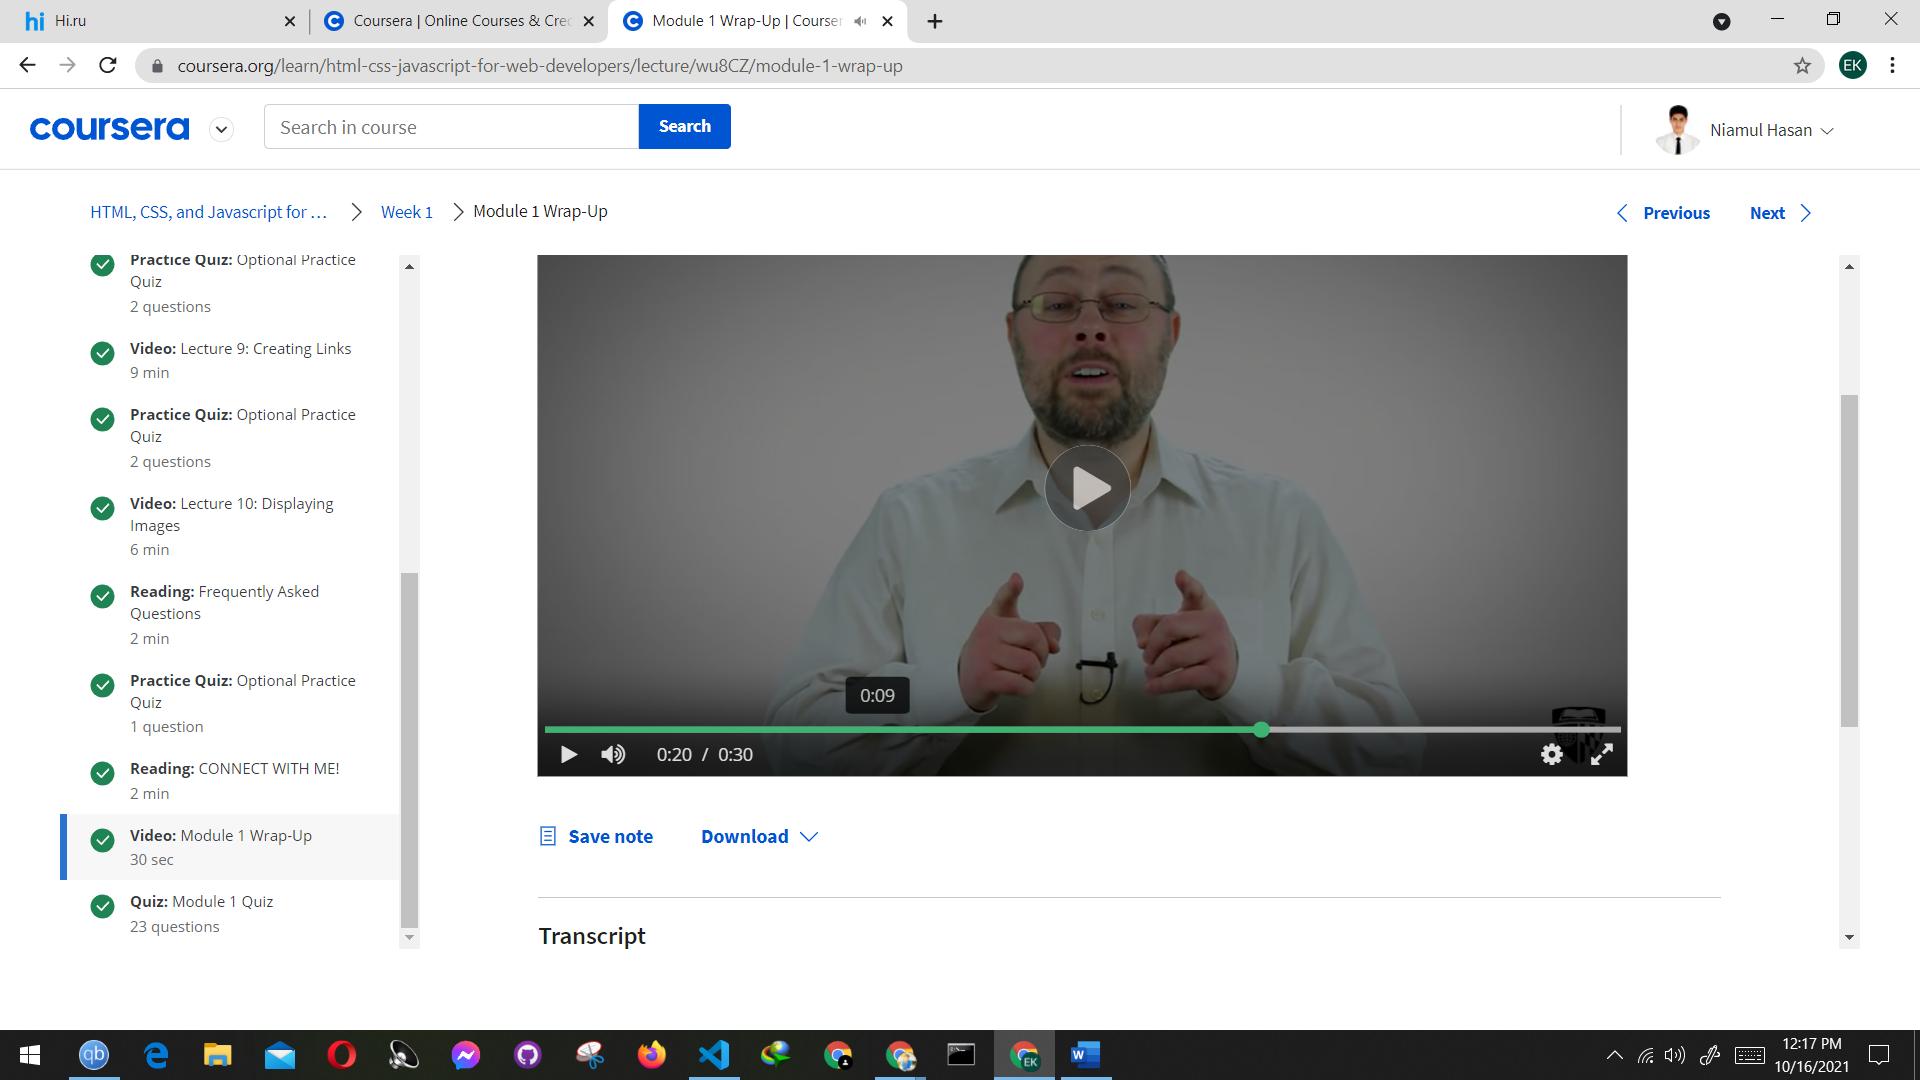 hi Hi.ru
Coursera | Online Courses & Cred
Module 1 Wrap-Up | Courser
coursera.org/learn/html-css-javascript-for-web-developers/lecture/wu8CZ/module-1-wrap-up
EK
coursera
Search in course
Search
Niamul Hasan
HTML, CSS, and Javascript for ...
Week 1
Module 1 Wrap-Up
Previous
Next
Practice Quiz: Optional Practice
Quiz
2 questions
Video: Lecture 9: Creating Links
9 min
Practice Quiz: Optional Practice
Quiz
2 questions
Video: Lecture 10: Displaying
Images
6 min
Reading: Frequently Asked
Questions
2 min
Practice Quiz: Optional Practice
Quiz
1 question
Reading: CONNECT WITH ME!
2 min
Video: Module 1 Wrap-Up
30 sec
Quiz: Module 1 Quiz
23 questions
0:09
0:20 / 0:30
Save note
Download
Transcript
qb
EK
W
12:17 PM
10/16/2021